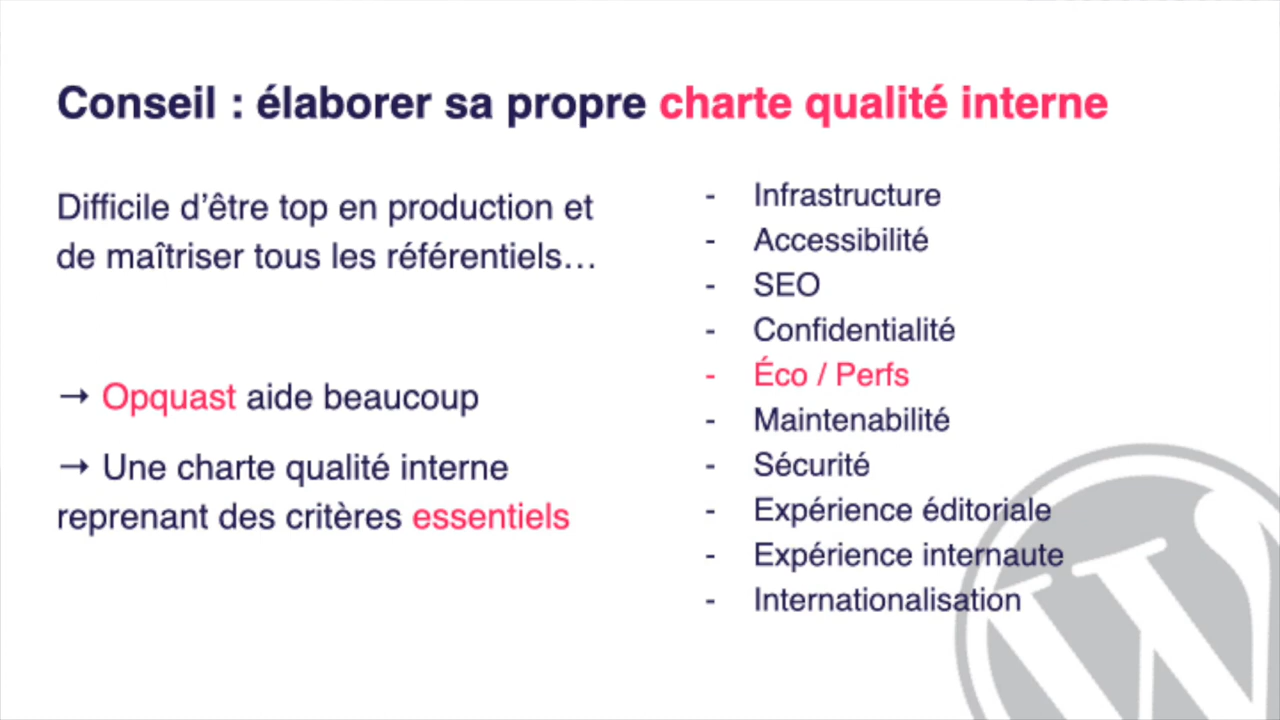 Conseil : élaborer sa propre charte qualité interne
Difficile d’être top en production et
de maîtriser tous les référentiels…
→ Opquast aide beaucoup
→ Une charte qualité interne
reprenant des critères essentiels
- Infrastructure
- Accessibilité
- SEO
- Confidentialité
- Éco / Perfs
- Maintenabilité
- Sécurité
- Expérience éditoriale
- Expérience internaute
- Internationalisation